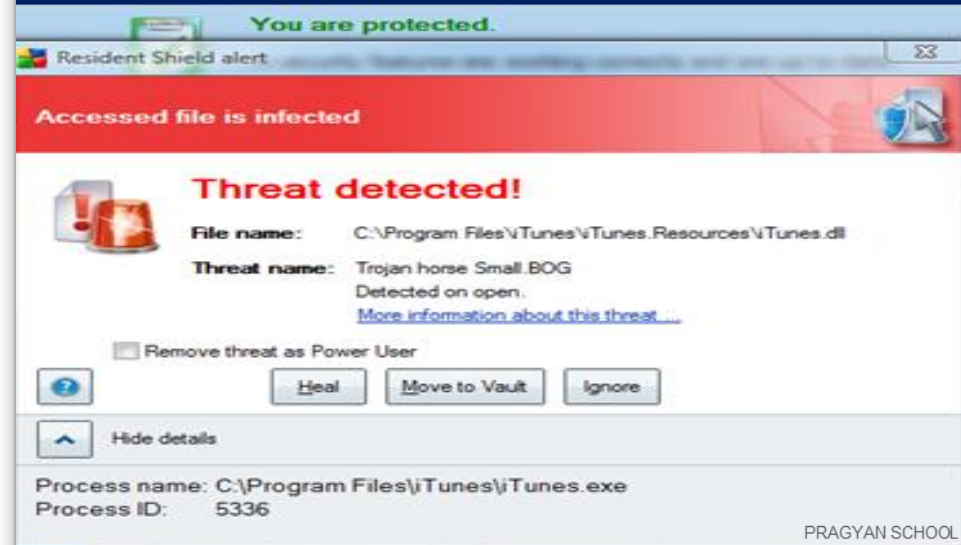 You are protected.
Resident Shield alert
Accessed file is infected
Threat detected!
File name: C:\Program Files\iTunes\iTunes.Resources\iTunes.dll
Threat name: Trojan horse Small.BOG
Detected on open.
More information about this threat ...
Remove threat as Power User
Heal Move to Vault Ignore
Hide details
Process name: C:\Program Files\iTunes\iTunes.exe
Process ID: 5336
PRAGYAN SCHOOL